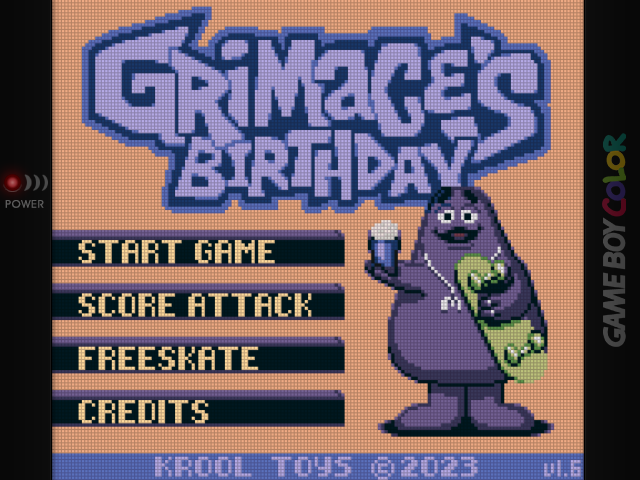 GRiMaCE'S
BIRTHDAY
START GAME
SCORE ATTACK
FREESKATE
CREDITS
KROOL TOYS ©2023
v1.6
POWER
GAME BOY COLOR